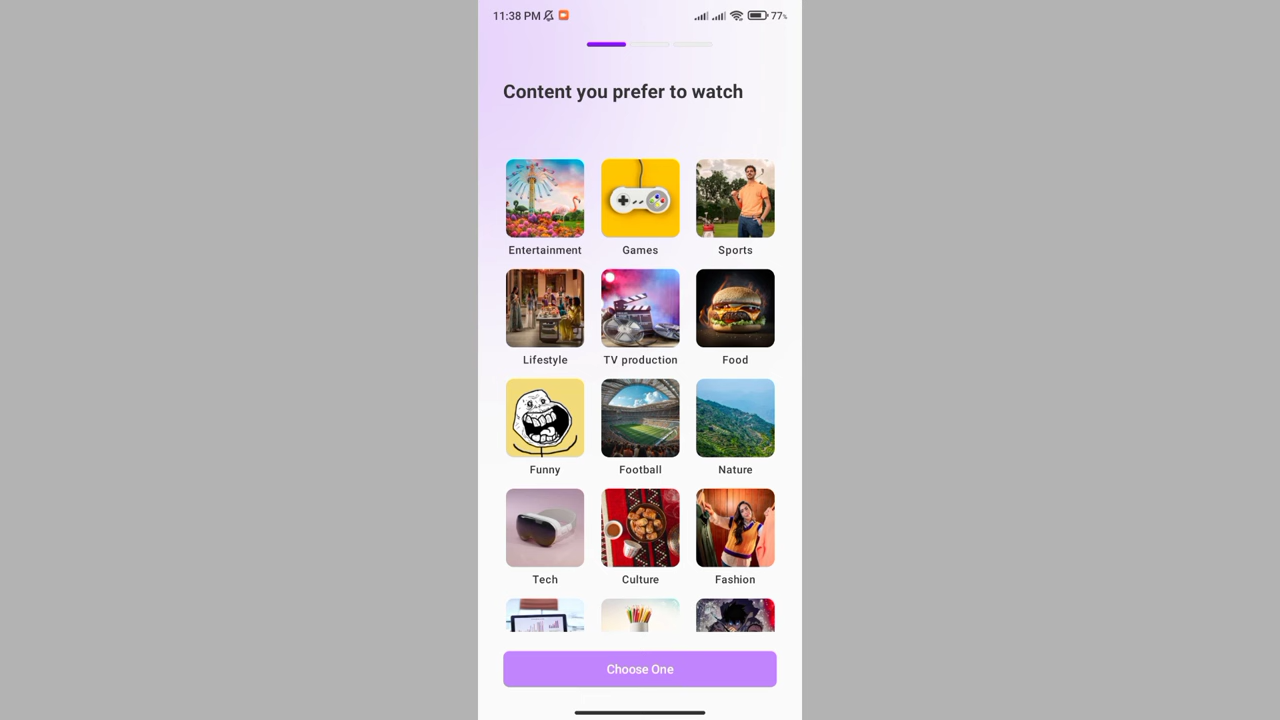 11:38 PM 77%
Content you prefer to watch
Entertainment Games Sports
Lifestyle TV production Food
Funny Football Nature
Tech Culture Fashion
Choose One